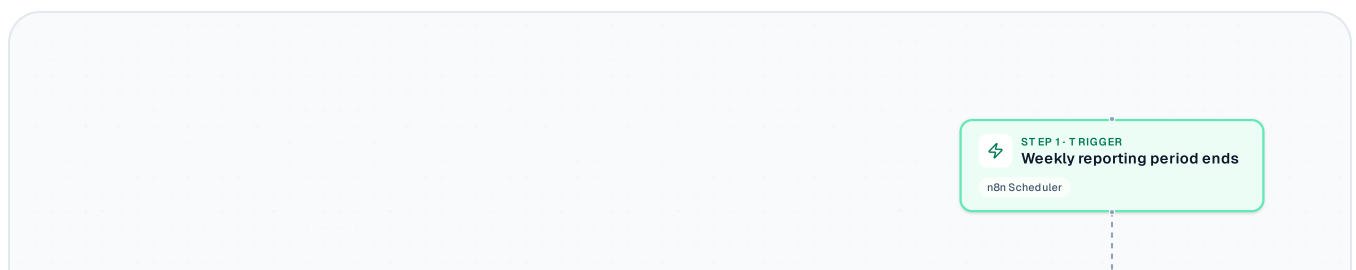 STEP 1 · TRIGGER
Weekly reporting period ends
n8n Scheduler